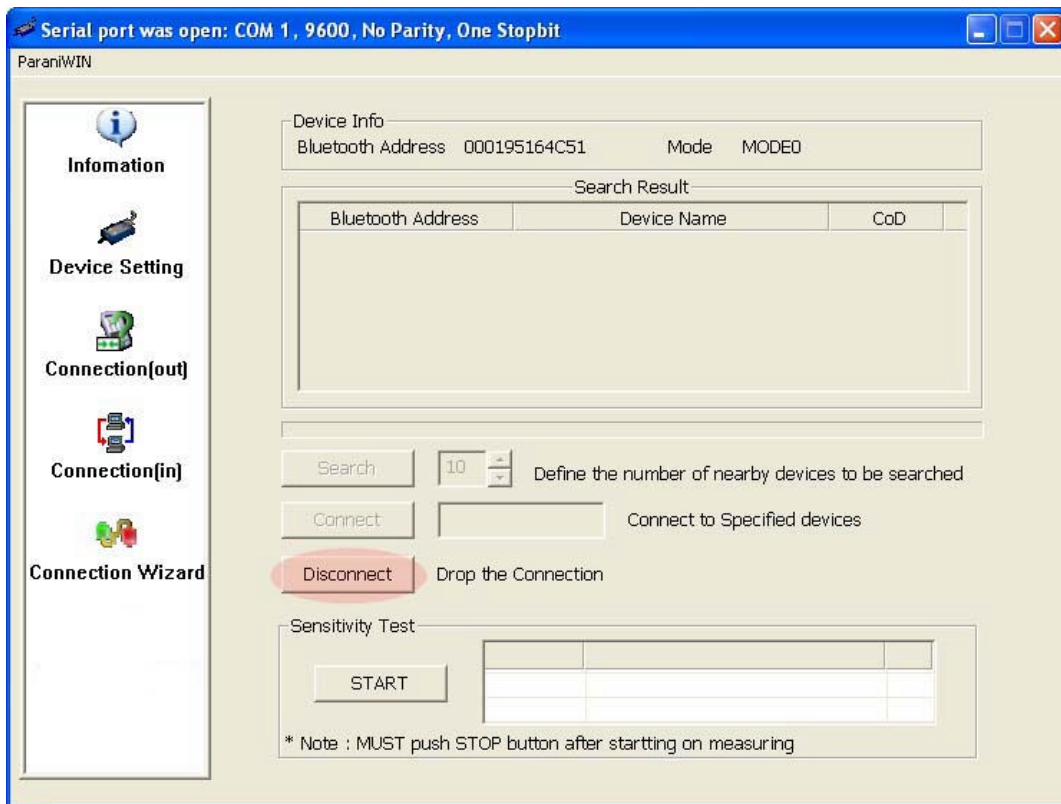 Serial port was open: COM 1, 9600, No Parity, One Stopbit
ParaniWIN
Infomation
Device Setting
Connection(out)
Connection(in)
Connection Wizard
Device Info
Bluetooth Address 000195164C51 Mode MODE0
Search Result
Bluetooth Address Device Name CoD
Search 10 Define the number of nearby devices to be searched
Connect Connect to Specified devices
Disconnect Drop the Connection
Sensitivity Test
START
* Note : MUST push STOP button after startting on measuring